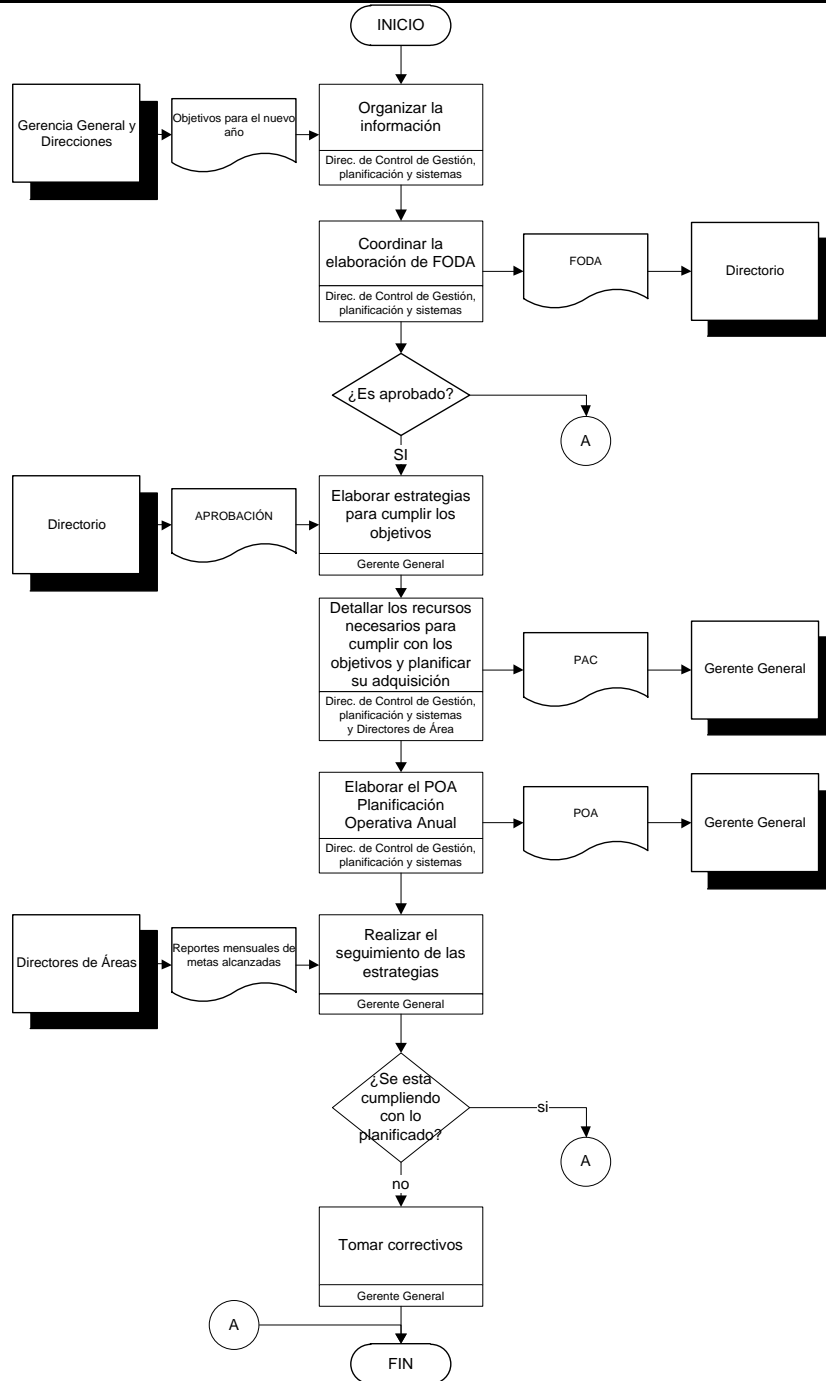 INICIO
Gerencia General y
Direcciones
Objetivos para el nuevo
año
Organizar la
información
Direc. de Control de Gestión,
planificación y sistemas
Coordinar la
elaboración de FODA
Direc. de Control de Gestión,
planificación y sistemas
FODA
Directorio
¿Es aprobado?
A
SI
Directorio
APROBACIÓN
Elaborar estrategias
para cumplir los
objetivos
Gerente General
Detallar los recursos
necesarios para
cumplir con los
objetivos y planificar
su adquisición
Direc. de Control de Gestión,
planificación y sistemas
y Directores de Área
PAC
Gerente General
Elaborar el POA
Planificación
Operativa Anual
Direc. de Control de Gestión,
planificación y sistemas
POA
Gerente General
Directores de Áreas
Reportes mensuales de
metas alcanzadas
Realizar el
seguimiento de las
estrategias
Gerente General
¿Se esta
cumpliendo
con lo
planificado?
si
A
no
Tomar correctivos
Gerente General
A
FIN